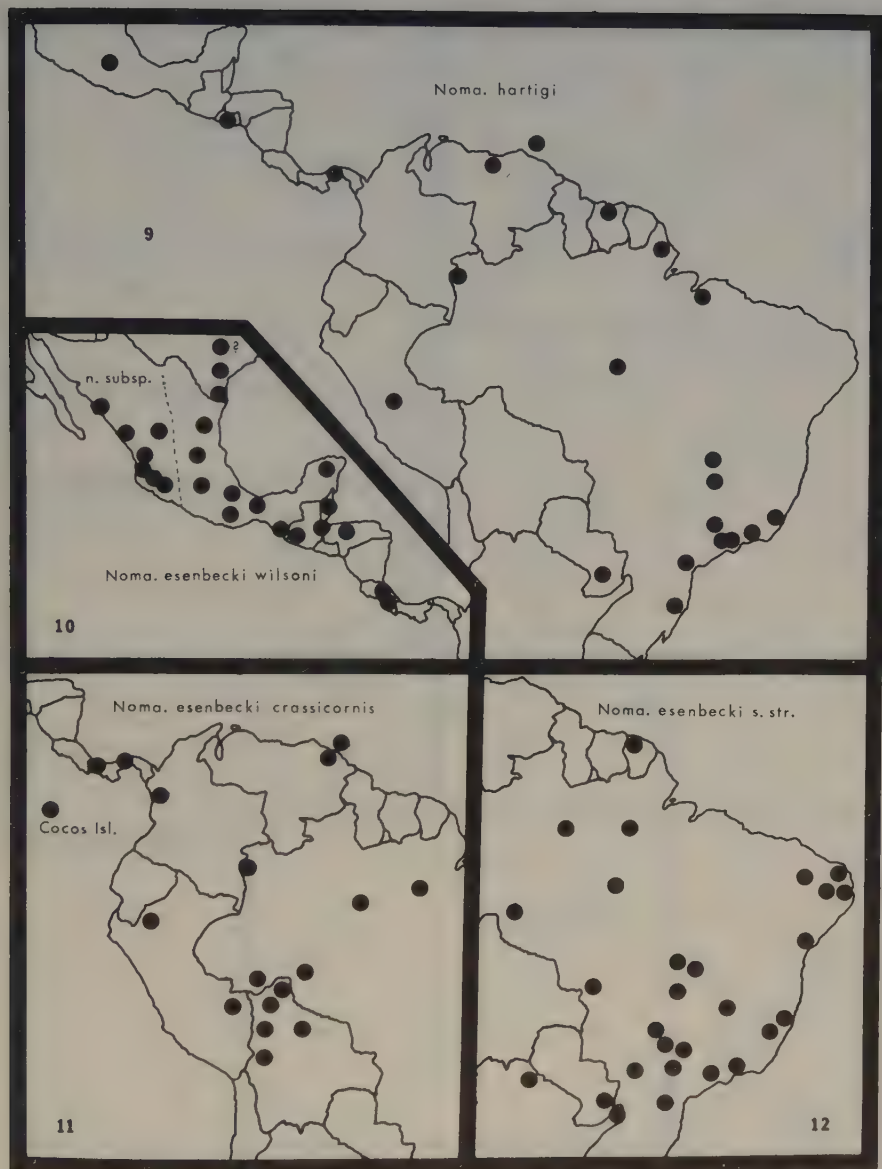 Noma. hartigi
9
?
n. subsp.
Noma. esenbecki wilsoni
10
Noma. esenbecki crassicornis
Cocos Isl.
11
Noma. esenbecki s. str.
12